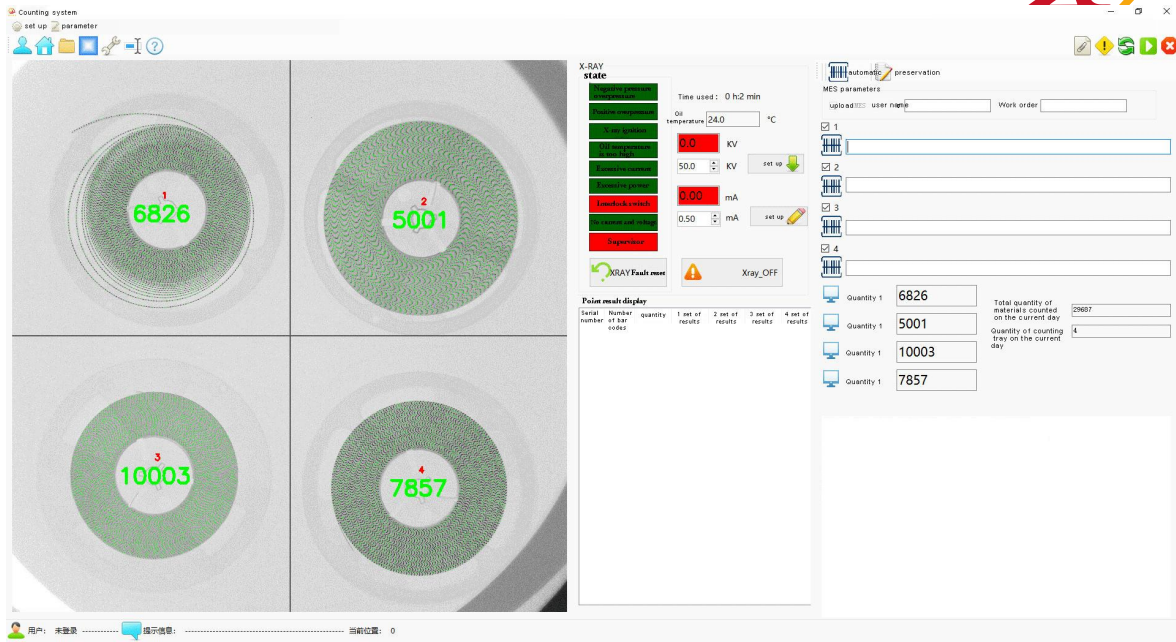 Counting system
set up parameter
1
6826
2
5001
3
10003
4
7857
X-RAY
state
Negative pressure
overpressure
Positive overpressure
X-ray ignition
Oil temperature
is too high
Excessive current
Excessive power
Interlock switch
No current and voltage
Supervisor
Time used: 0 h:2 min
Oil
temperature 24.0 °C
0.0 KV
50.0 KV set up
0.00 mA
0.50 mA set up
XRAY Fault reset
Xray_OFF
Point result display
Serial number
Number of bar codes
quantity
1 set of results
2 set of results
3 set of results
4 set of results
automatic preservation
MES parameters
upload MES user name Work order
1
2
3
4
Quantity 1 6826
Quantity 1 5001
Quantity 1 10003
Quantity 1 7857
Total quantity of
materials counted
on the current day
29687
Quantity of counting
tray on the current
day
4
用户: 未登录 ----------- 提示信息: ---------------------------------------- 当前位置: 0